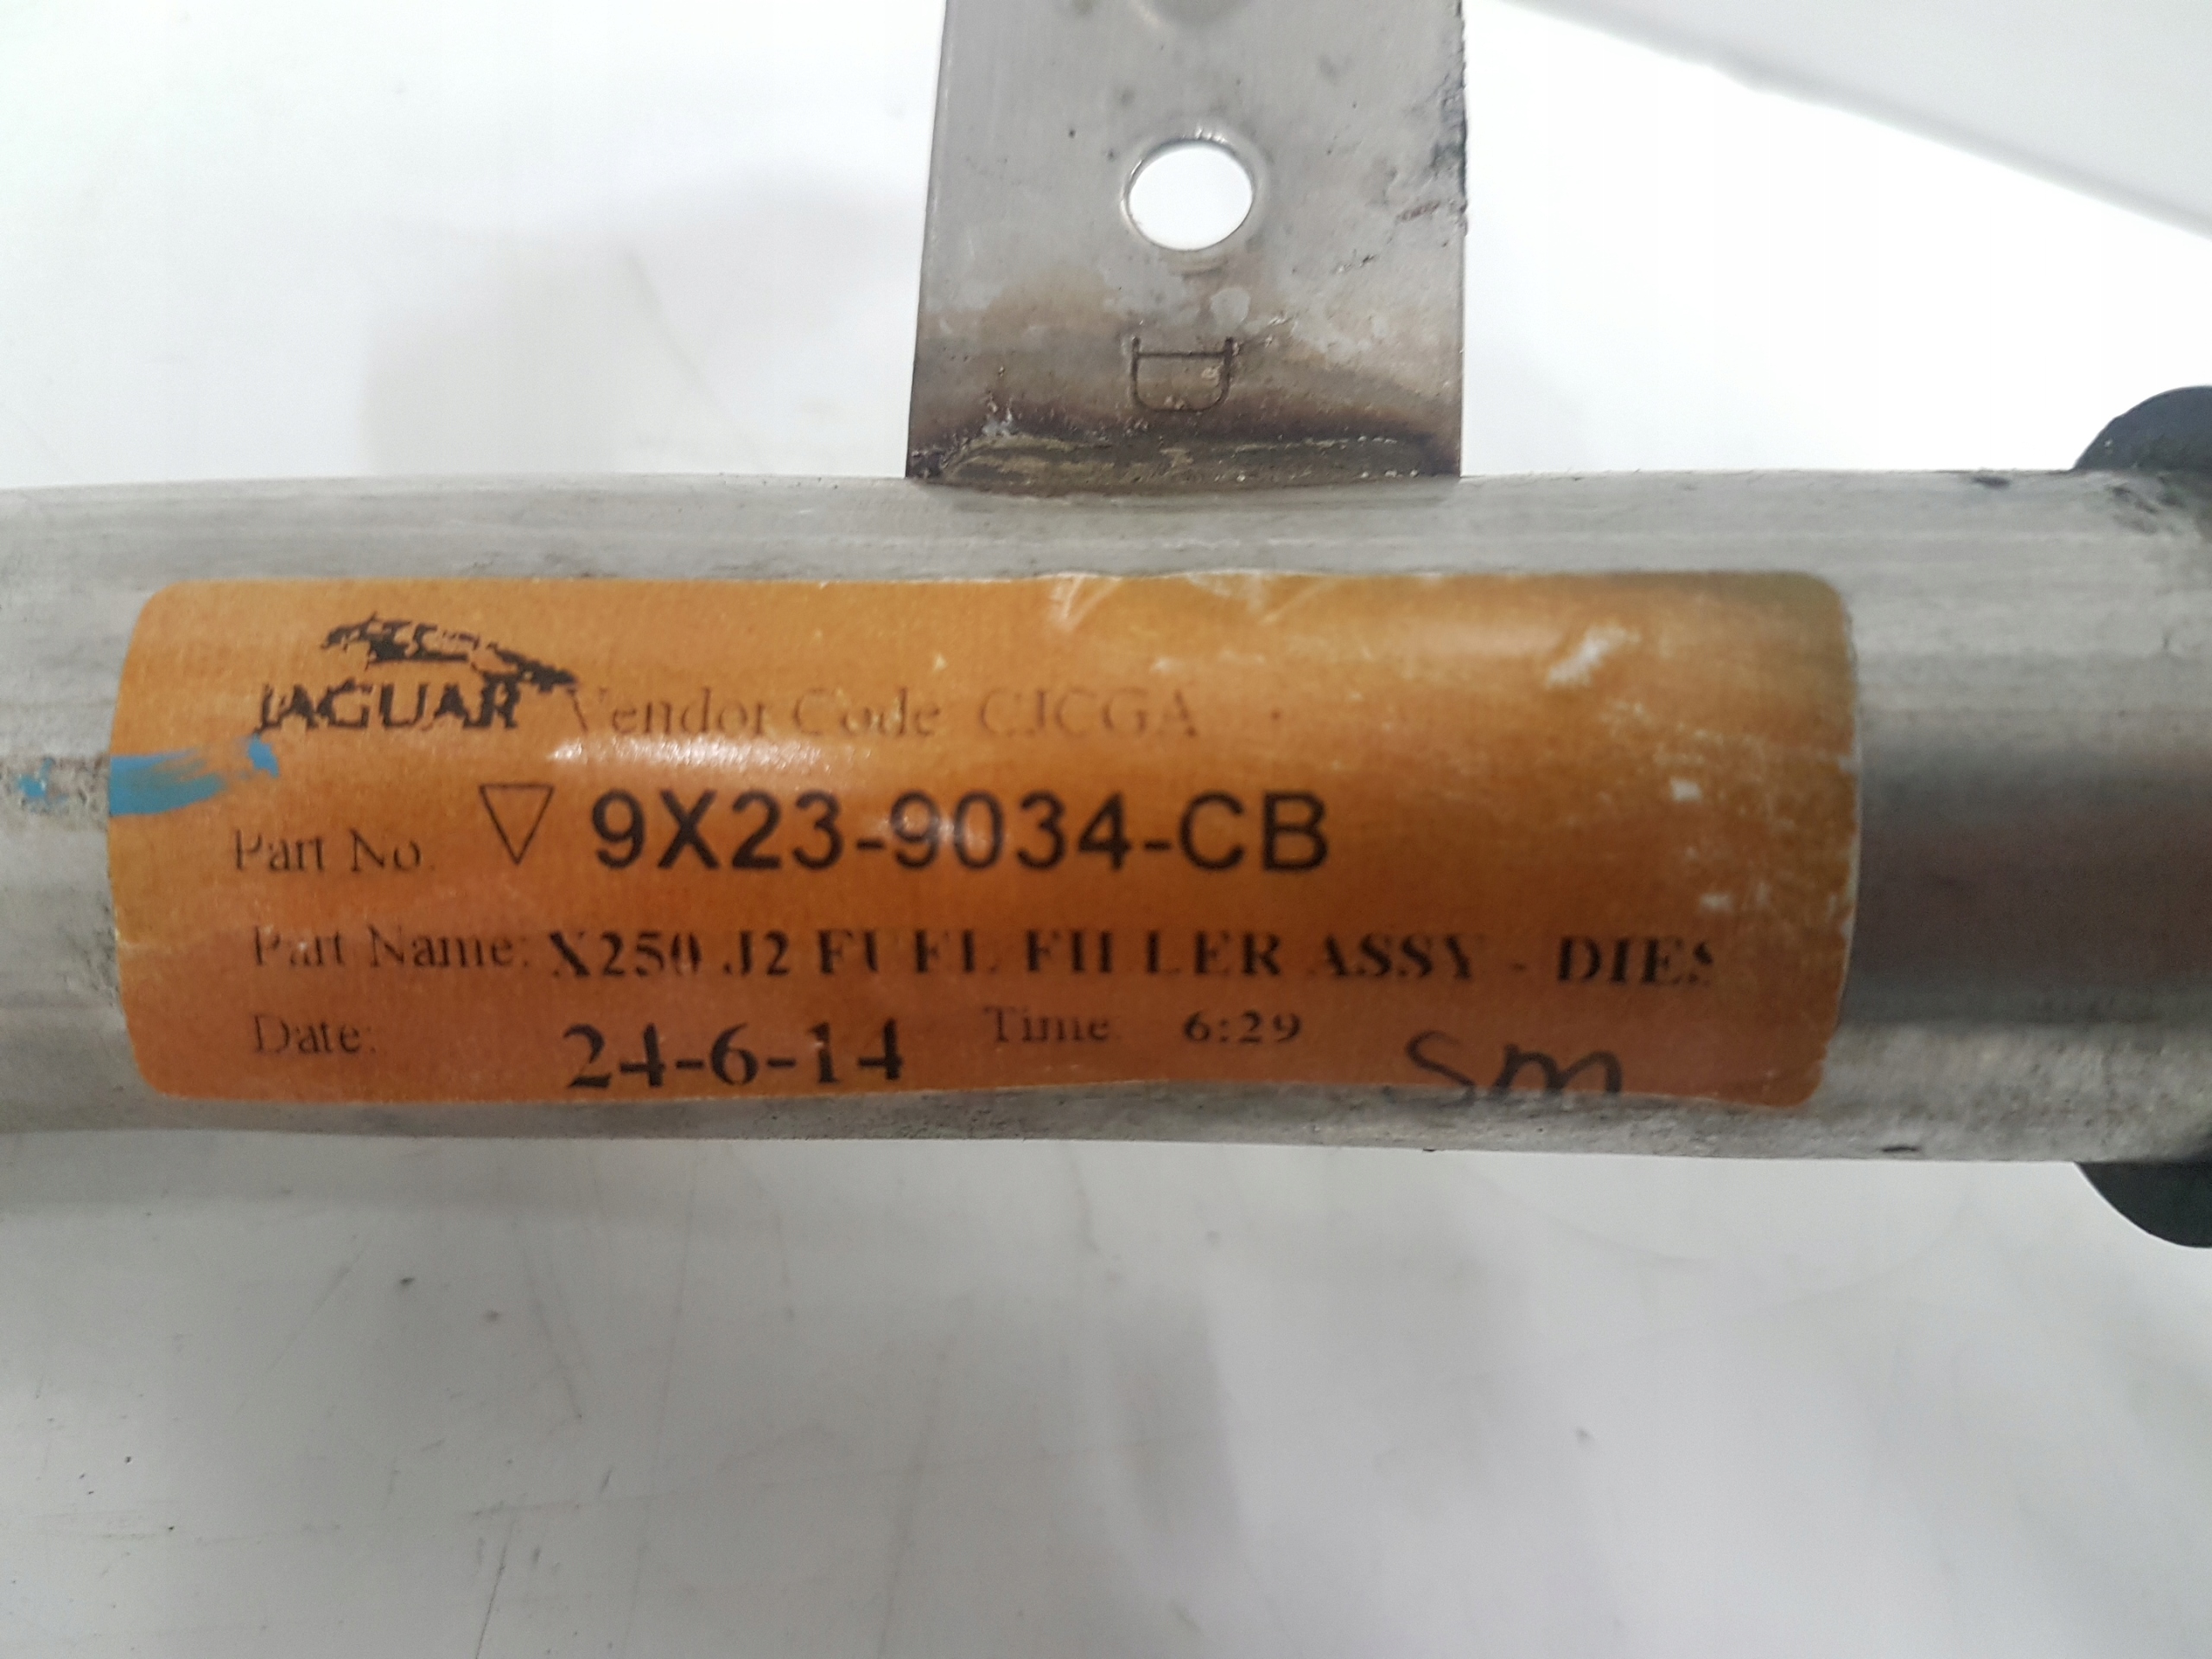 D
JAGUAR Vendor Code CJCGA
Part No. ▽ 9X23-9034-CB
Part Name: X250 J2 FUEL FILLER ASSY - DIES
Date: 24-6-14 Time 6:29 SM